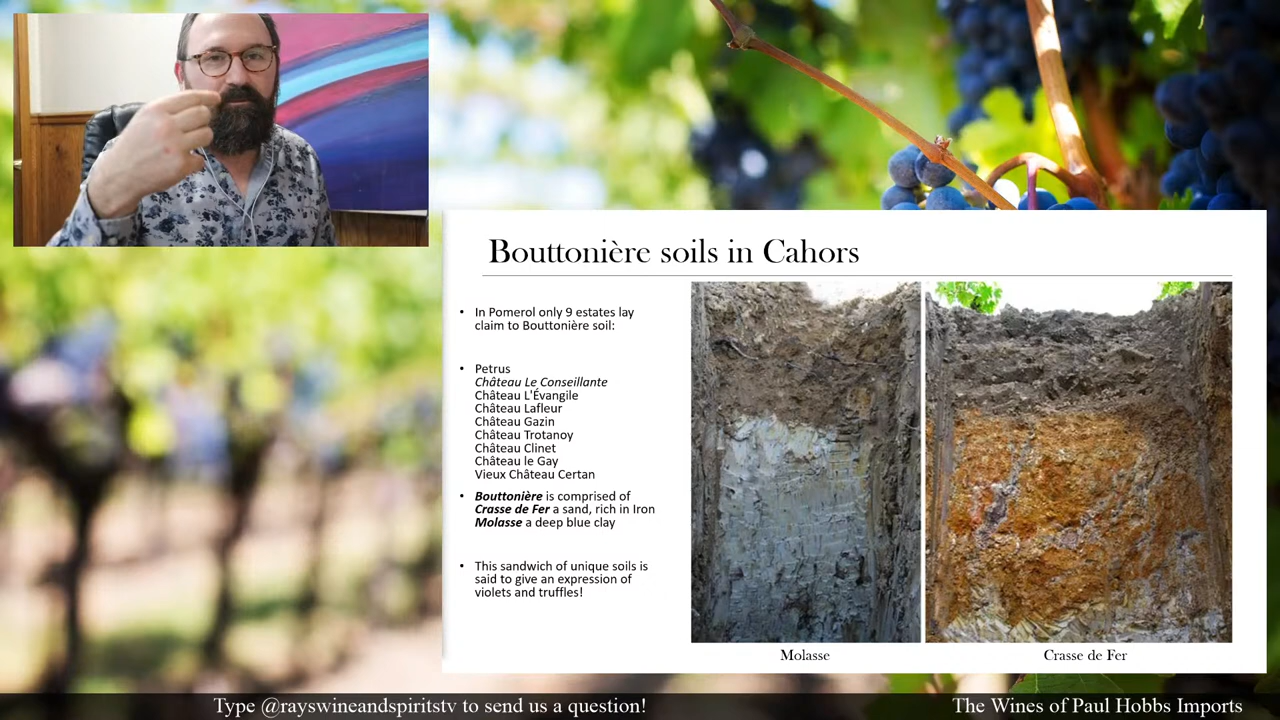 Bouttonière soils in Cahors
• In Pomerol only 9 estates lay
claim to Bouttonière soil:
• Petrus
Château Le Conseillante
Château L'Évangile
Château Lafleur
Château Gazin
Château Trotanoy
Château Clinet
Château le Gay
Vieux Château Certan
• Bouttonière is comprised of
Crasse de Fer a sand, rich in Iron
Molasse a deep blue clay
• This sandwich of unique soils is
said to give an expression of
violets and truffles!
Molasse
Crasse de Fer
Type @rayswineandspiritstv to send us a question!
The Wines of Paul Hobbs Imports